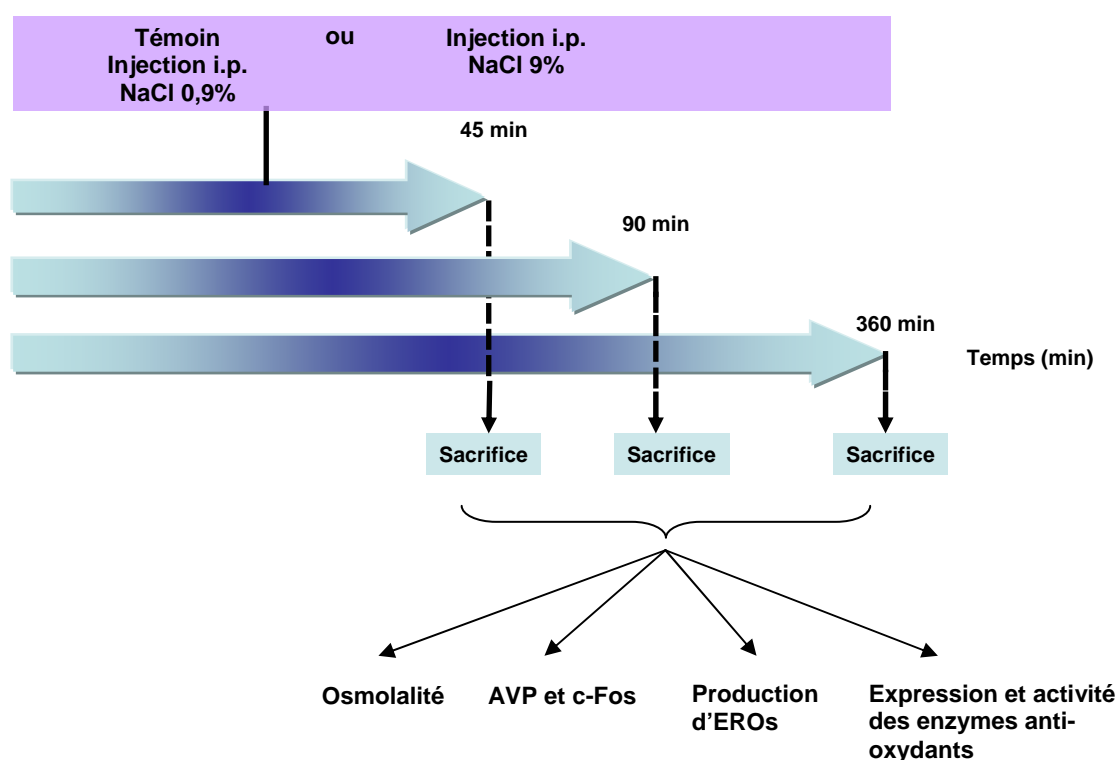 Témoin ou Injection i.p.
Injection i.p. NaCl 9%
NaCl 0,9%
45 min
90 min
360 min
Temps (min)
Sacrifice Sacrifice Sacrifice
Osmolalité AVP et c-Fos Production Expression et activité
d'EROs des enzymes anti-
oxydants